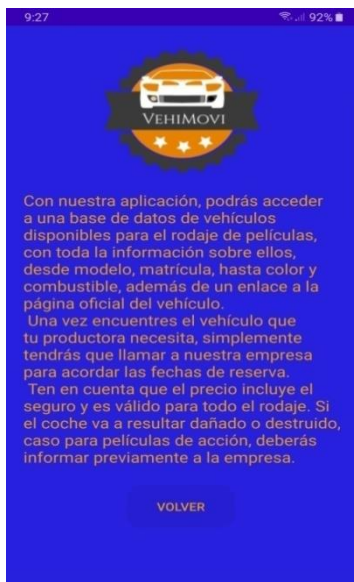 9:27
92%
VEHIMOVI
Con nuestra aplicación, podrás acceder
a una base de datos de vehículos
disponibles para el rodaje de películas,
con toda la información sobre ellos,
desde modelo, matrícula, hasta color y
combustible, además de un enlace a la
página oficial del vehículo.
Una vez encuentres el vehículo que
tu productora necesita, simplemente
tendrás que llamar a nuestra empresa
para acordar las fechas de reserva.
Ten en cuenta que el precio incluye el
seguro y es válido para todo el rodaje. Si
el coche va a resultar dañado o destruido,
caso para películas de acción, deberás
informar previamente a la empresa.
VOLVER